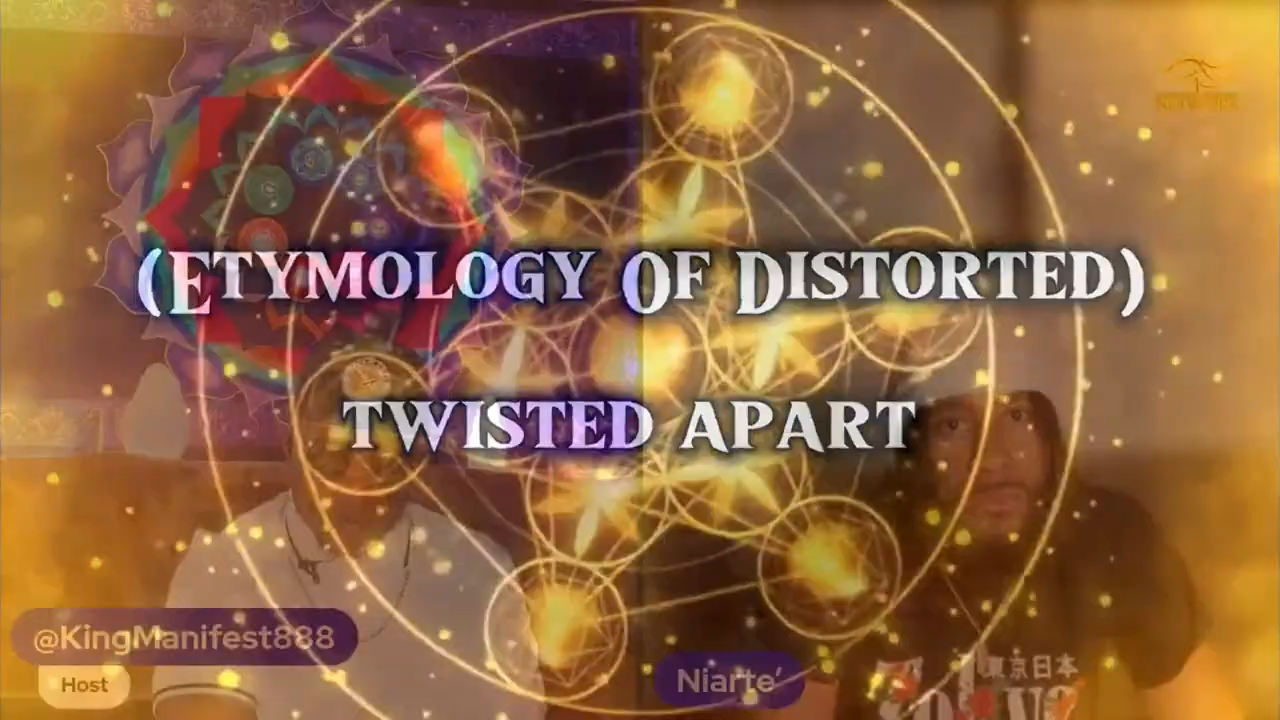 (Etymology Of Distorted)
twisted apart
@KingManifest888
Host
Niarte'
東京日本